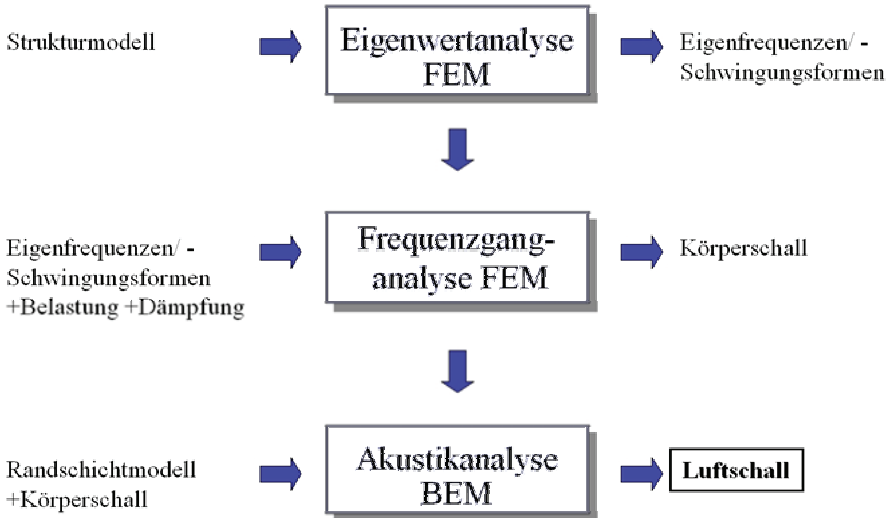 Strukturmodell
Eigenwertanalyse
FEM
Eigenfrequenzen/ -
Schwingungsformen
Eigenfrequenzen/ -
Schwingungsformen
+Belastung +Dämpfung
Frequenzgang-
analyse FEM
Körperschall
Randschichtmodell
+Körperschall
Akustikanalyse
BEM
Luftschall